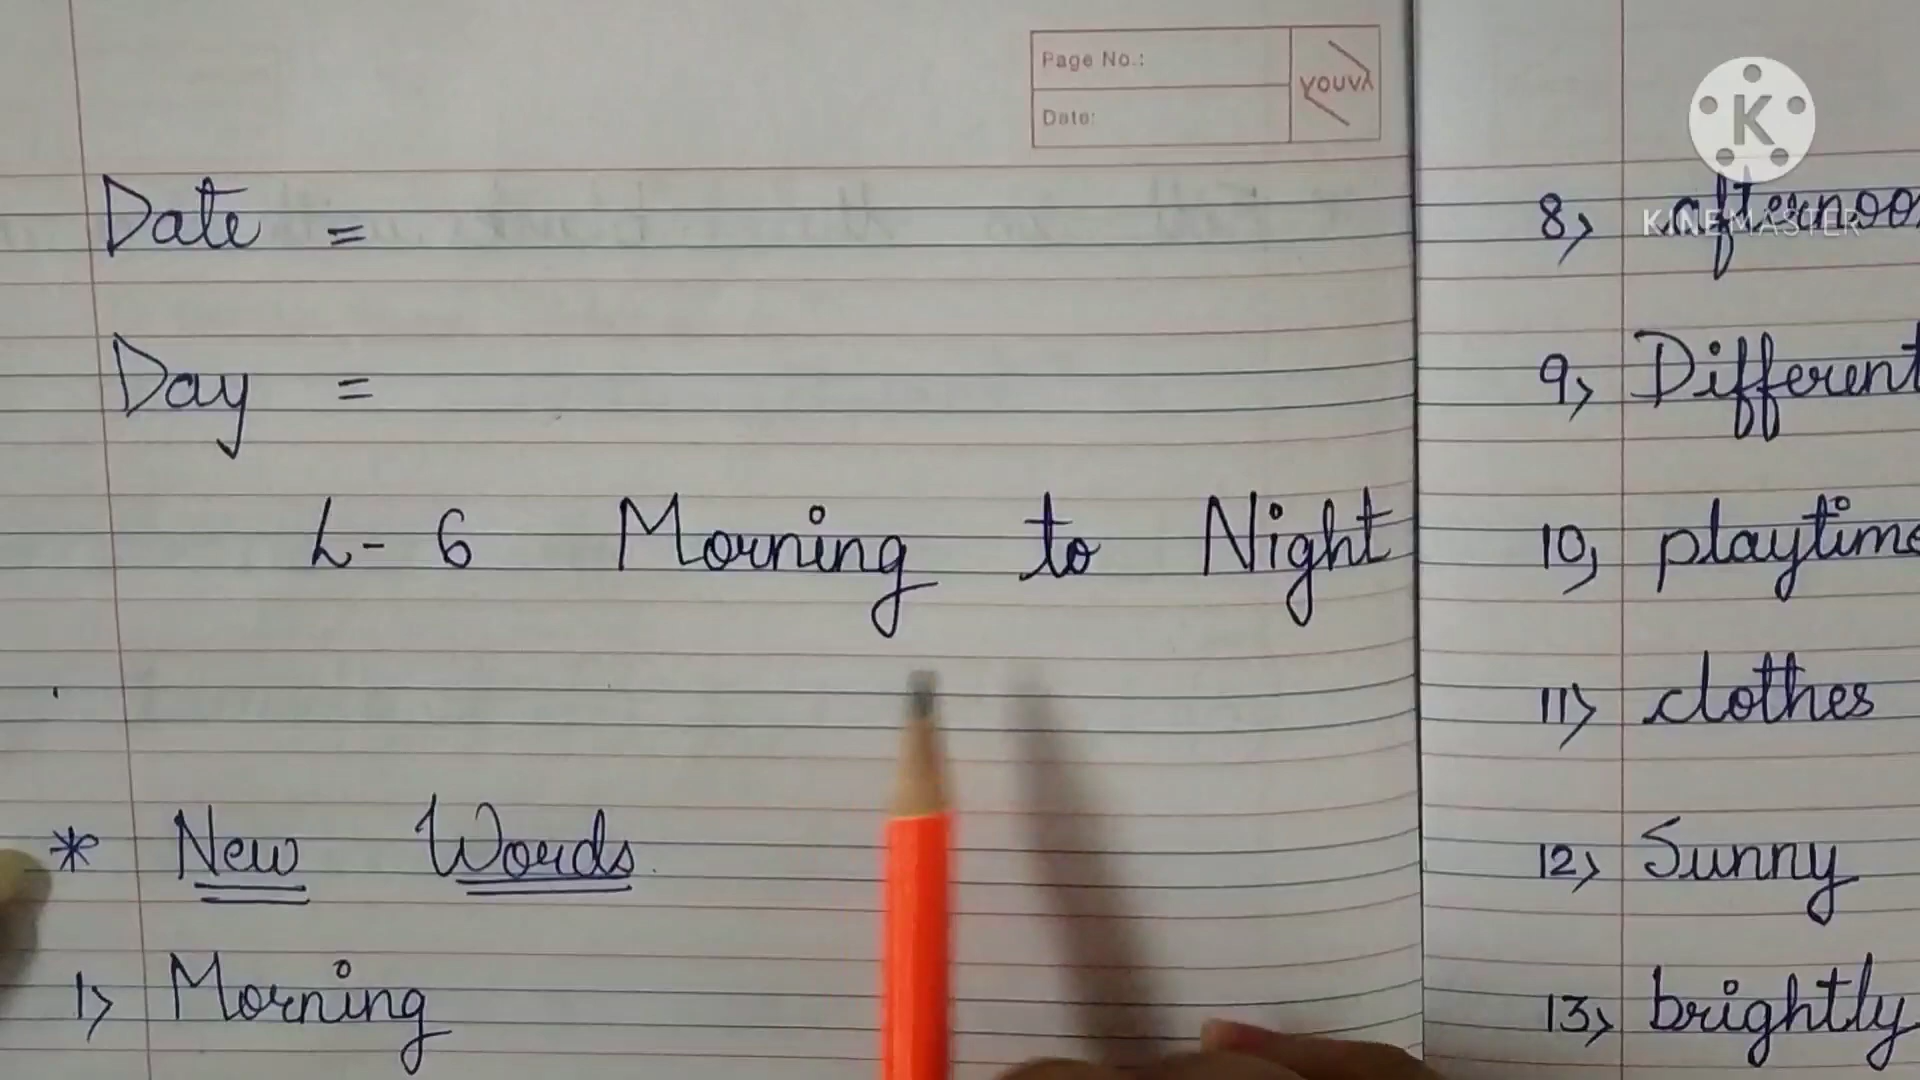 Page No.:
Date:
YOUVA
Date =
Day =
L- 6 Morning to Night
* New Words
1) Morning
K
KINEMASTER
8) afternoo
9) Different
10) playtime
11) clothes
12) Sunny
13) brightly